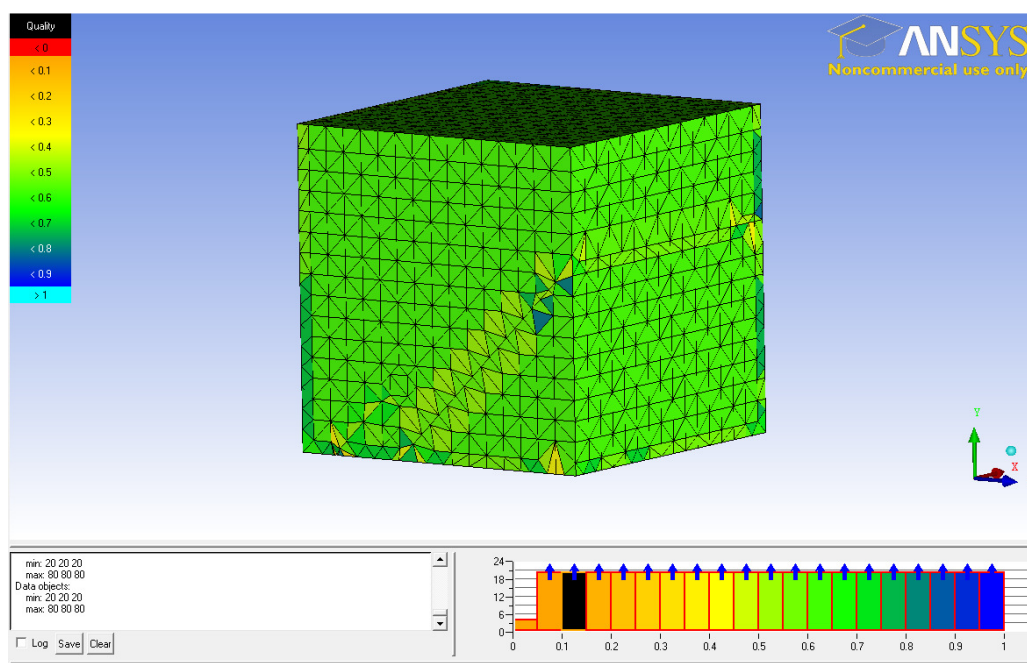 Quality
< 0
< 0.1
< 0.2
< 0.3
< 0.4
< 0.5
< 0.6
< 0.7
< 0.8
< 0.9
> 1
ANSYS
Noncommercial use only
Y
X
min: 20 20 20
max: 80 80 80
Data objects:
min: 20 20 20
max: 80 80 80
Log Save Clear
24
18
12
6
0
0 0.1 0.2 0.3 0.4 0.5 0.6 0.7 0.8 0.9 1